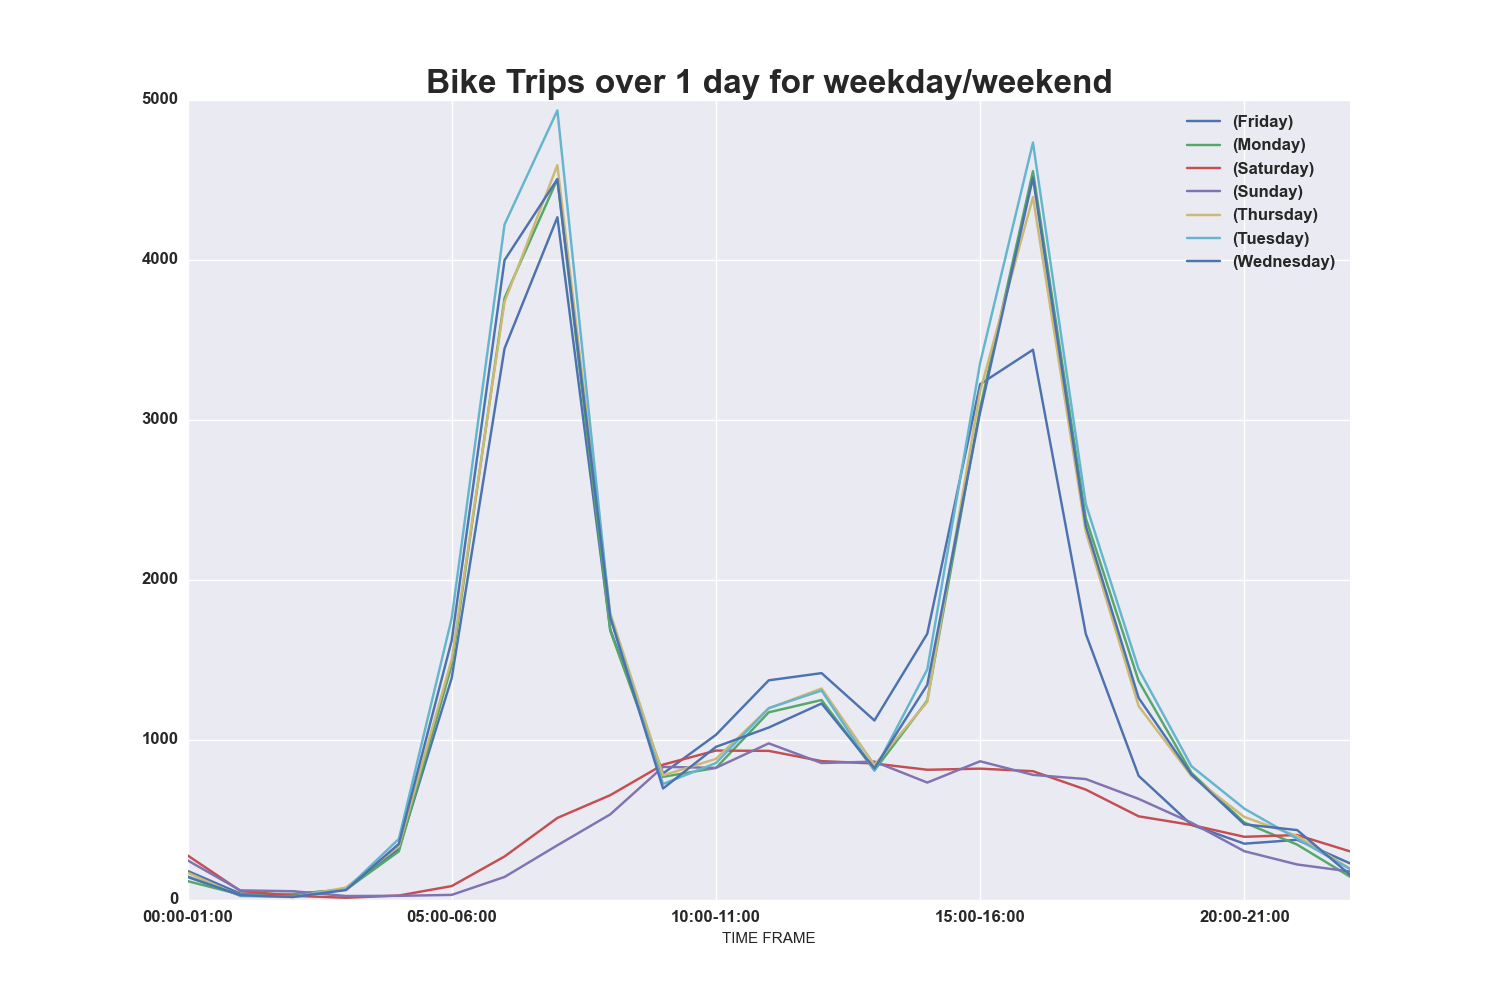 Bike Trips over 1 day for weekday/weekend
5000
4000
3000
2000
1000
0
(Friday)
(Monday)
(Saturday)
(Sunday)
(Thursday)
(Tuesday)
(Wednesday)
00:00-01:00 05:00-06:00 10:00-11:00 15:00-16:00 20:00-21:00
TIME FRAME